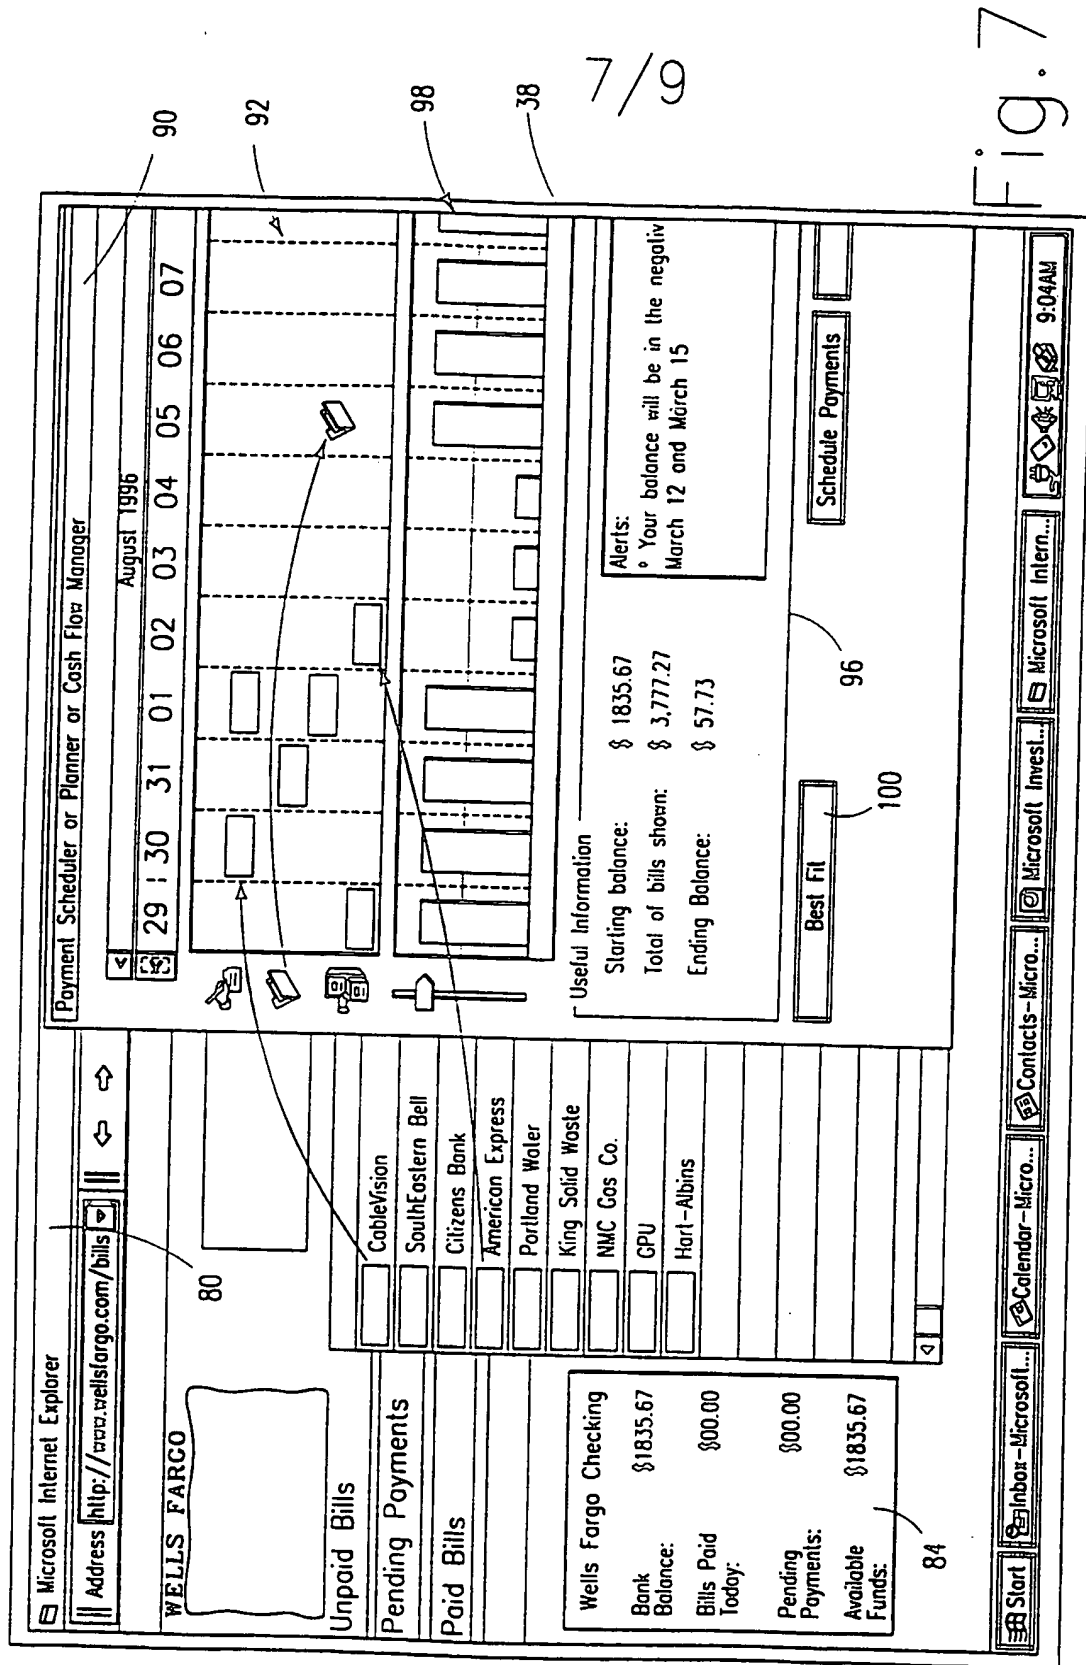 7/9
Microsoft Internet Explorer
Address http://www.wellsfargo.com/bills
WELLS FARGO
Unpaid Bills
Pending Payments
Paid Bills
CableVision
SouthEastern Bell
Citizens Bank
American Express
Portland Water
King Solid Waste
NMC Gas Co.
GPU
Hart-Albins
Wells Fargo Checking
Bank Balance: $1835.67
Bills Paid Today: $00.00
Pending Payments: $00.00
Available Funds: $1835.67
Payment Scheduler or Planner or Cash Flow Manager
August 1996
29 30 31 01 02 03 04 05 06 07
Useful Information
Starting balance: $ 1835.67
Total of bills shown: $ 3,777.27
Ending Balance: $ 57.73
Alerts:
° Your balance will be in the negativ
March 12 and March 15
Best Fit
Schedule Payments
Start
Inbox-Microsoft...
Calendar-Micro...
Contacts-Micro...
Microsoft Invest...
Microsoft Intern...
9:04AM
80
84
90
92
98
38
96
100
Fig. 7